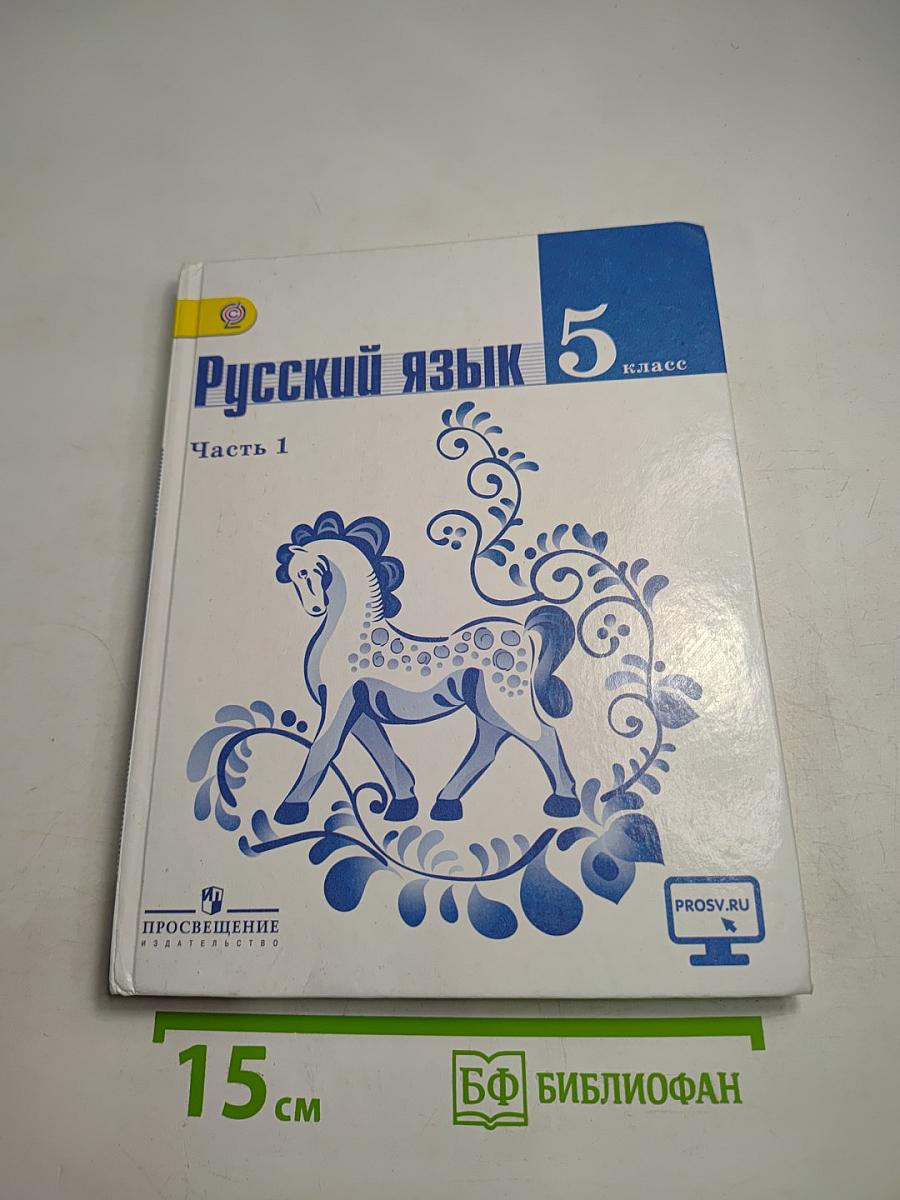 5
класс
Русский язык
Часть 1
PROSV.RU
ПРОСВЕЩЕНИЕ
ИЗДАТЕЛЬСТВО
15 см
БФ БИБЛИОФАН